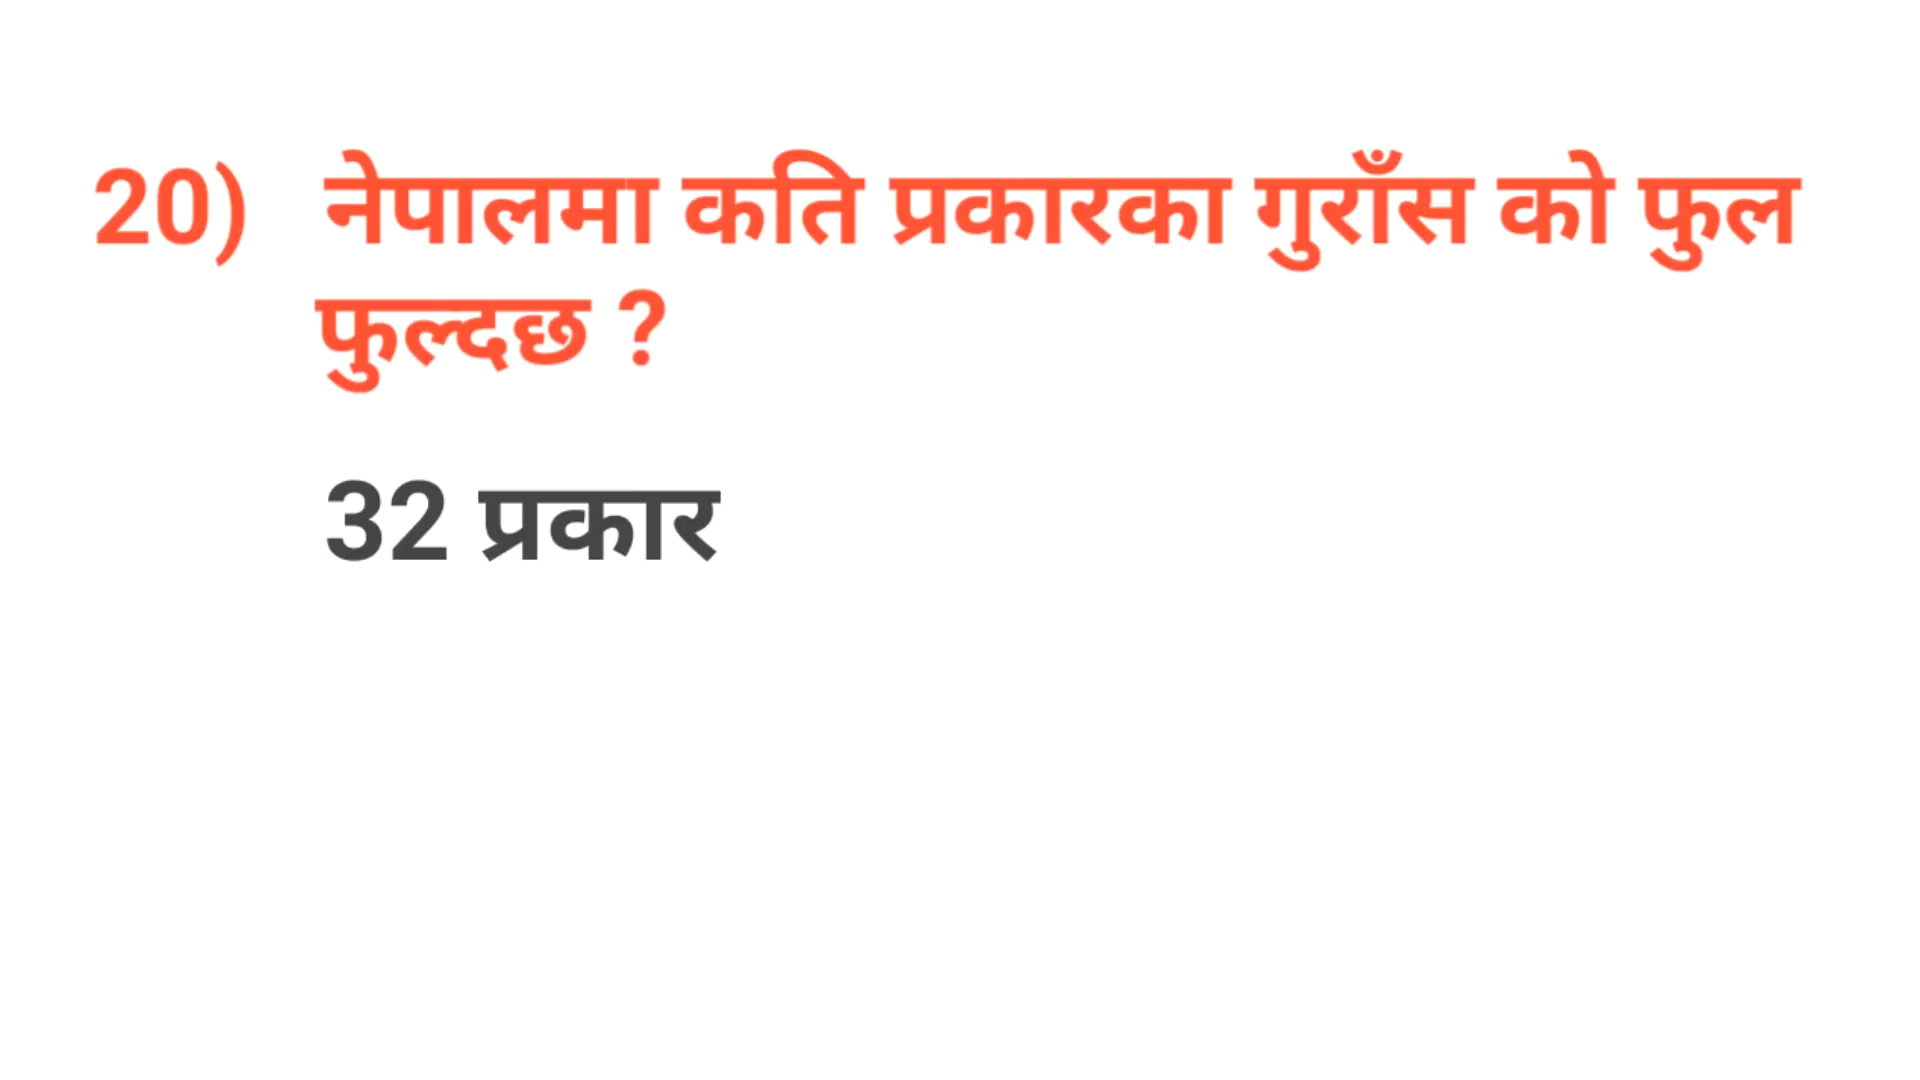 20) नेपालमा कति प्रकारका गुराँस को फुल
फुल्दछ ?
32 प्रकार